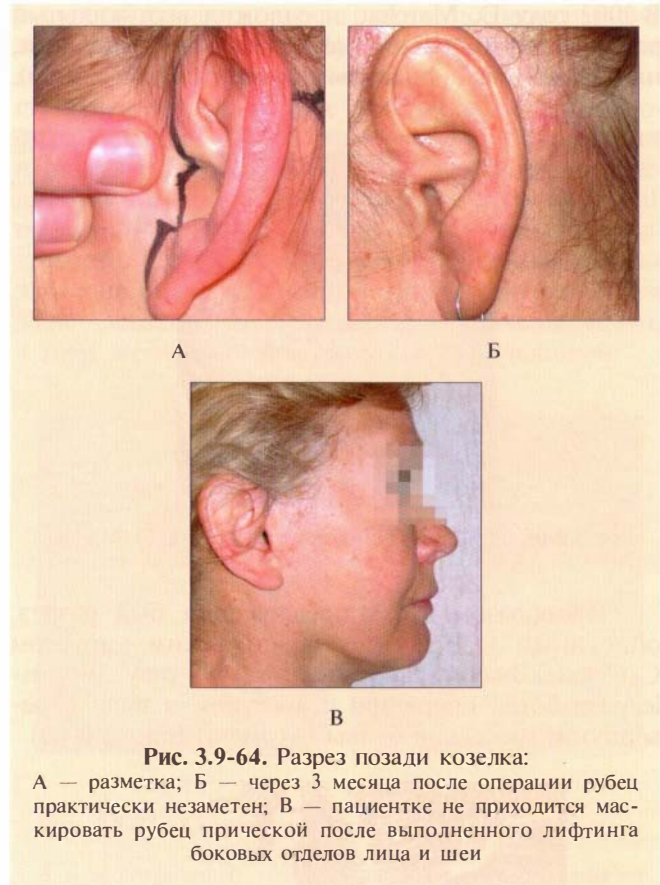 А
Б
В
Рис. 3.9-64. Разрез позади козелка:
А — разметка; Б — через 3 месяца после операции рубец
практически незаметен; В — пациентке не приходится мас-
кировать рубец прической после выполненного лифтинга
боковых отделов лица и шеи